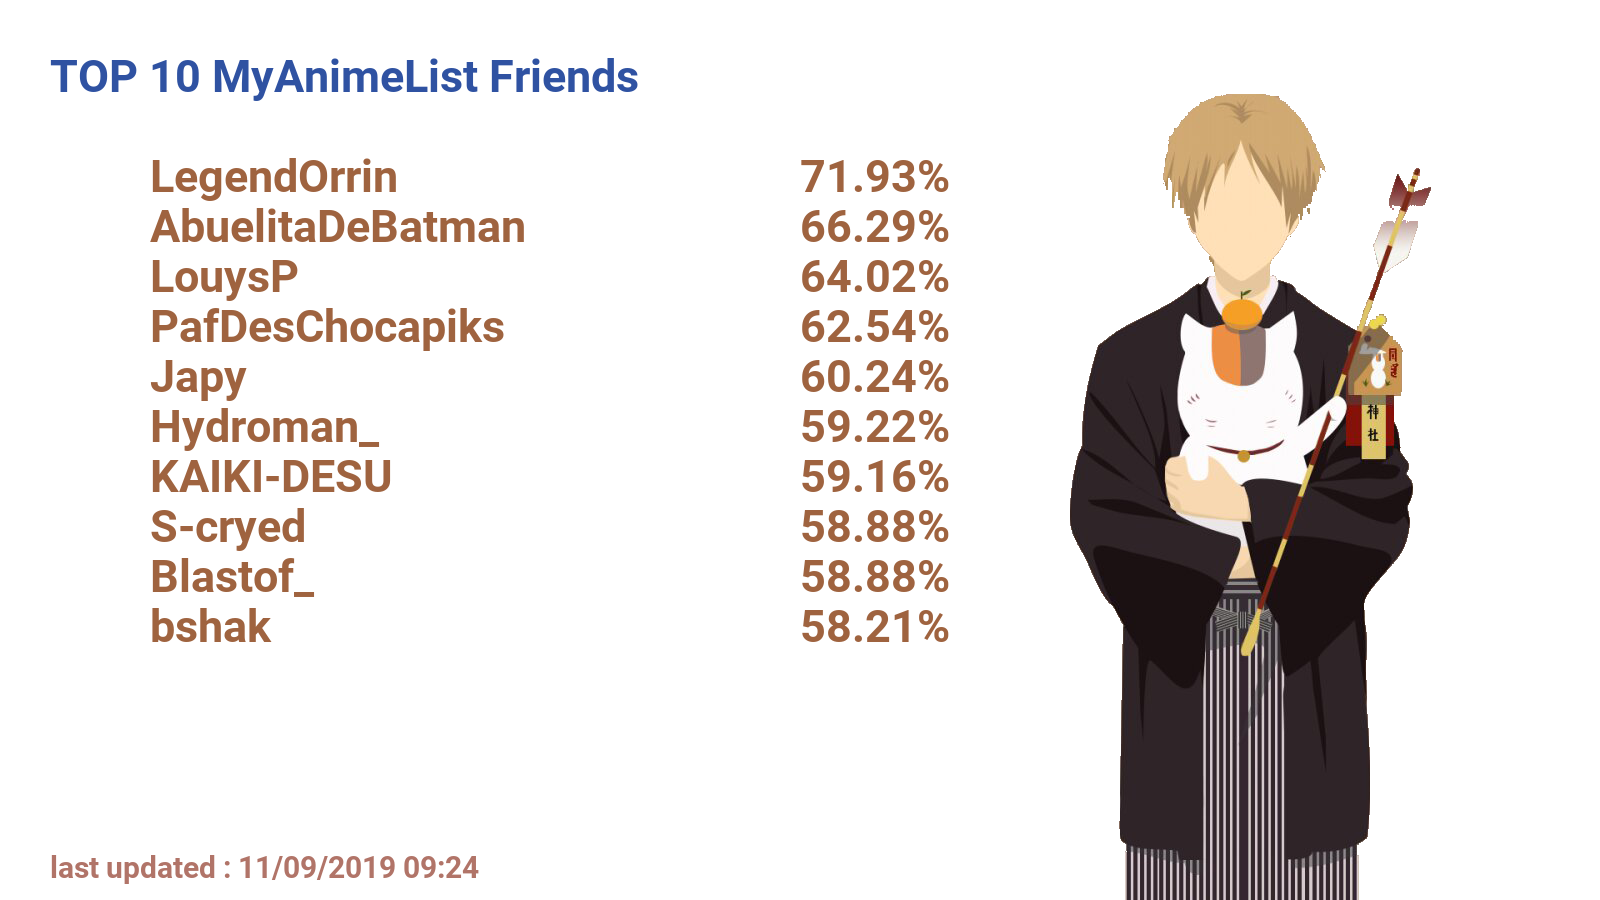 TOP 10 MyAnimeList Friends
LegendOrrin 71.93%
AbuelitaDeBatman 66.29%
LouysP 64.02%
PafDesChocapiks 62.54%
Japy 60.24%
Hydroman_ 59.22%
KAIKI-DESU 59.16%
S-cryed 58.88%
Blastof_ 58.88%
bshak 58.21%
神
社
last updated : 11/09/2019 09:24